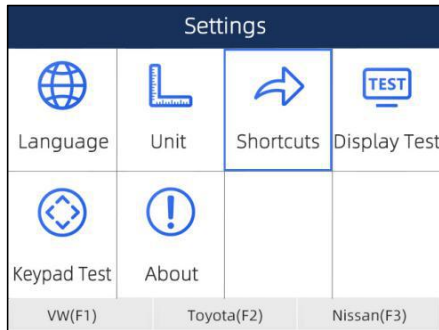 Settings
TEST
Language Unit Shortcuts Display Test
Keypad Test About
VW(F1) Toyota(F2) Nissan(F3)